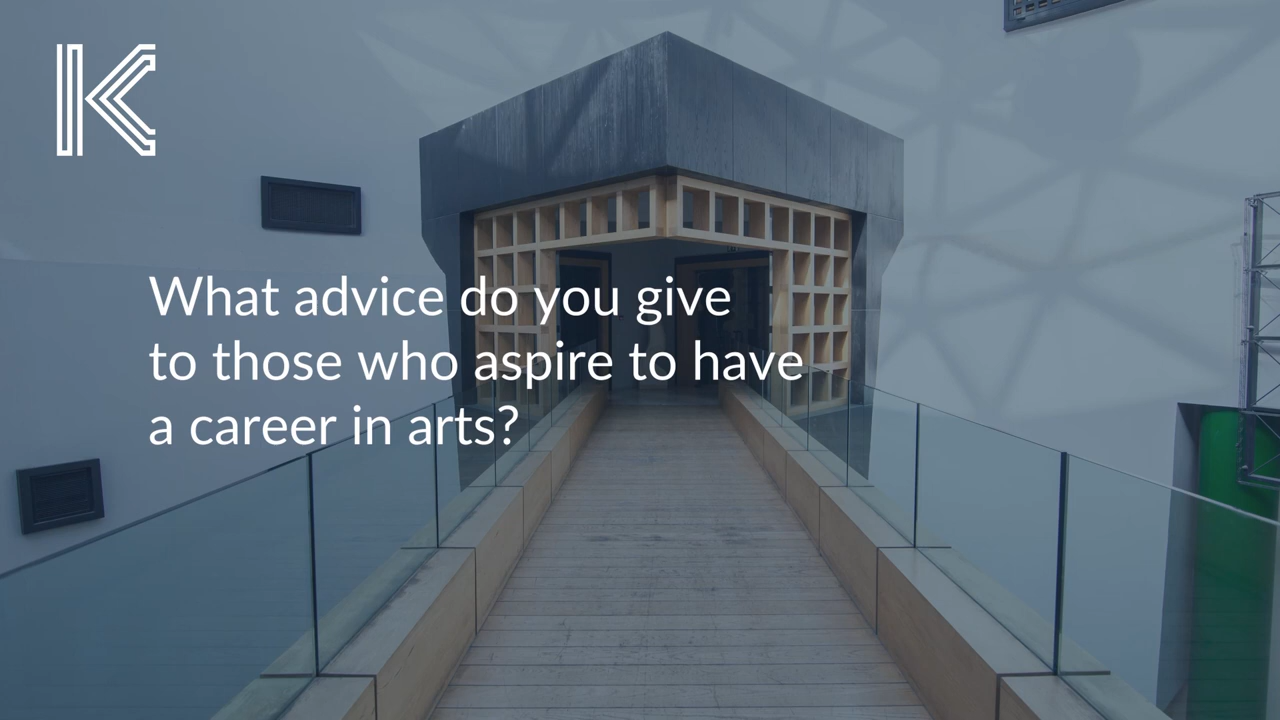 K
What advice do you give
to those who aspire to have
a career in arts?